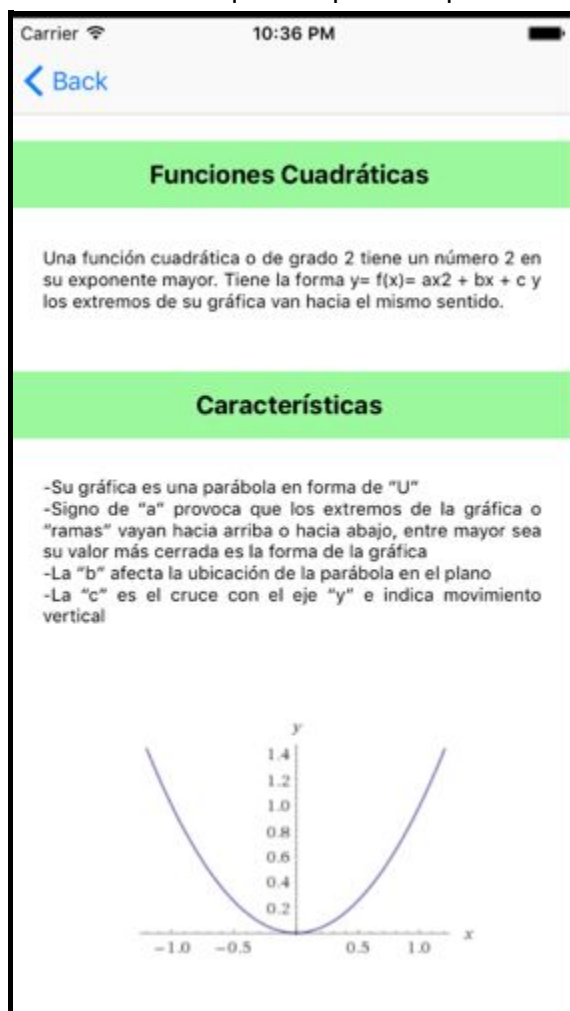 Carrier 10:36 PM
Back
Funciones Cuadráticas
Una función cuadrática o de grado 2 tiene un número 2 en
su exponente mayor. Tiene la forma y= f(x)= ax2 + bx + c y
los extremos de su gráfica van hacia el mismo sentido.
Características
-Su gráfica es una parábola en forma de "U"
-Signo de "a" provoca que los extremos de la gráfica o
"ramas" vayan hacia arriba o hacia abajo, entre mayor sea
su valor más cerrada es la forma de la gráfica
-La "b" afecta la ubicación de la parábola en el plano
-La "c" es el cruce con el eje "y" e indica movimiento
vertical
y
1.4
1.2
1.0
0.8
0.6
0.4
0.2
x
−1.0 −0.5 0.5 1.0